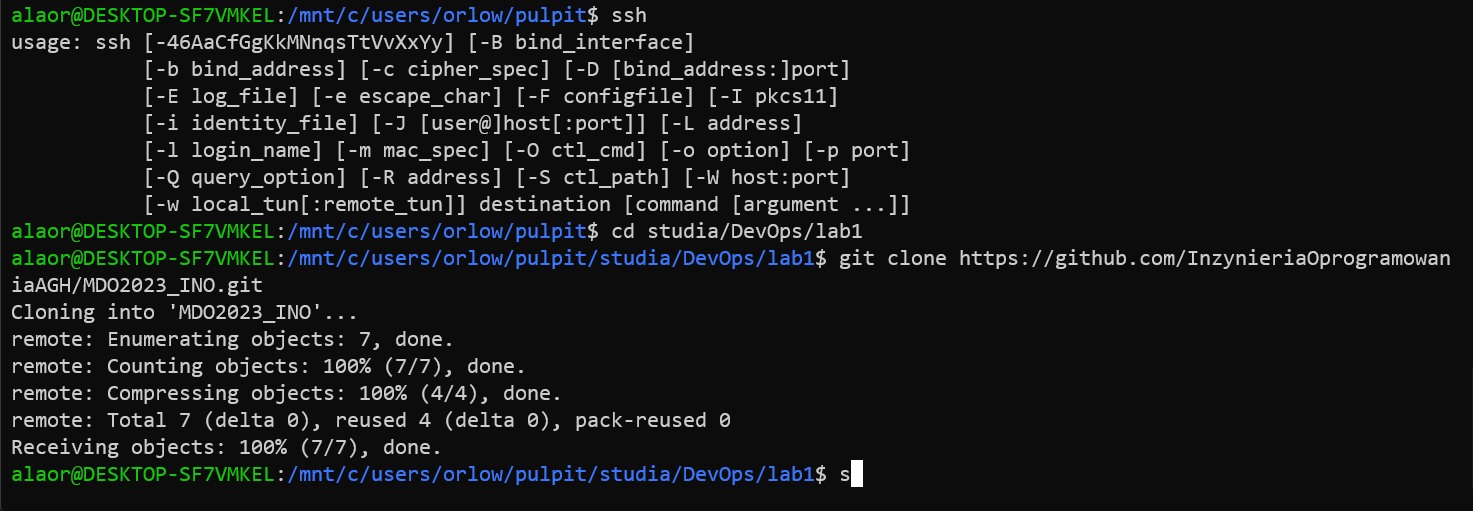 alaor@DESKTOP-SF7VMKEL:/mnt/c/users/orlow/pulpit$ ssh
usage: ssh [-46AaCfGgKkMNnqsTtVvXxYy] [-B bind_interface]
           [-b bind_address] [-c cipher_spec] [-D [bind_address:]port]
           [-E log_file] [-e escape_char] [-F configfile] [-I pkcs11]
           [-i identity_file] [-J [user@]host[:port]] [-L address]
           [-l login_name] [-m mac_spec] [-O ctl_cmd] [-o option] [-p port]
           [-Q query_option] [-R address] [-S ctl_path] [-W host:port]
           [-w local_tun[:remote_tun]] destination [command [argument ...]]
alaor@DESKTOP-SF7VMKEL:/mnt/c/users/orlow/pulpit$ cd studia/DevOps/lab1
alaor@DESKTOP-SF7VMKEL:/mnt/c/users/orlow/pulpit/studia/DevOps/lab1$ git clone https://github.com/InzynieriaOprogramowan
iaAGH/MDO2023_INO.git
Cloning into 'MDO2023_INO'...
remote: Enumerating objects: 7, done.
remote: Counting objects: 100% (7/7), done.
remote: Compressing objects: 100% (4/4), done.
remote: Total 7 (delta 0), reused 4 (delta 0), pack-reused 0
Receiving objects: 100% (7/7), done.
alaor@DESKTOP-SF7VMKEL:/mnt/c/users/orlow/pulpit/studia/DevOps/lab1$ s